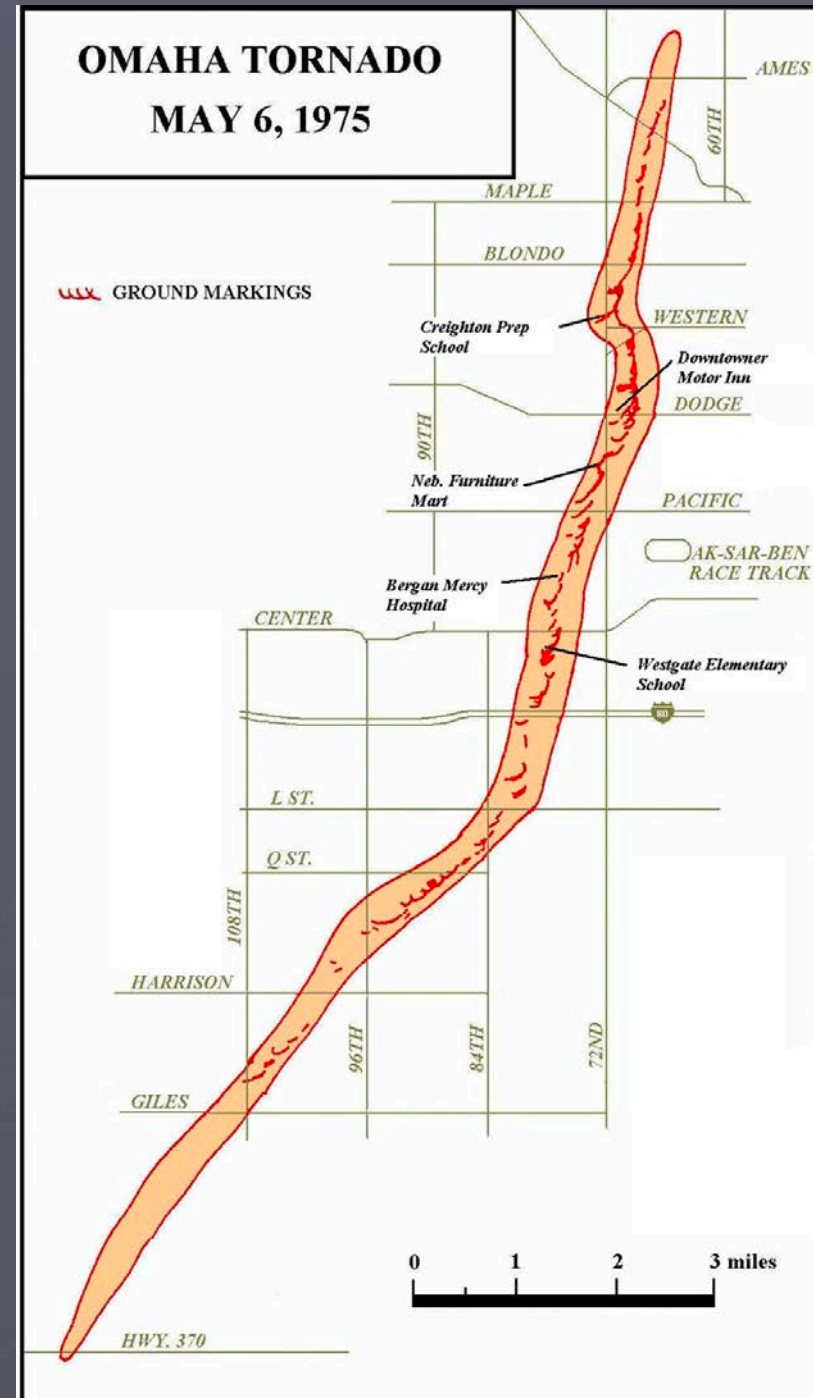 OMAHA TORNADO
MAY 6, 1975
AMES
60TH
MAPLE
BLONDO
GROUND MARKINGS
WESTERN
Creighton Prep
School
Downtowner
Motor Inn
DODGE
90TH
Neb. Furniture
Mart
PACIFIC
AK-SAR-BEN
RACE TRACK
Bergan Mercy
Hospital
CENTER
Westgate Elementary
School
80
L ST.
Q ST.
108TH
HARRISON
96TH
84TH
72ND
GILES
0 1 2 3 miles
HWY. 370